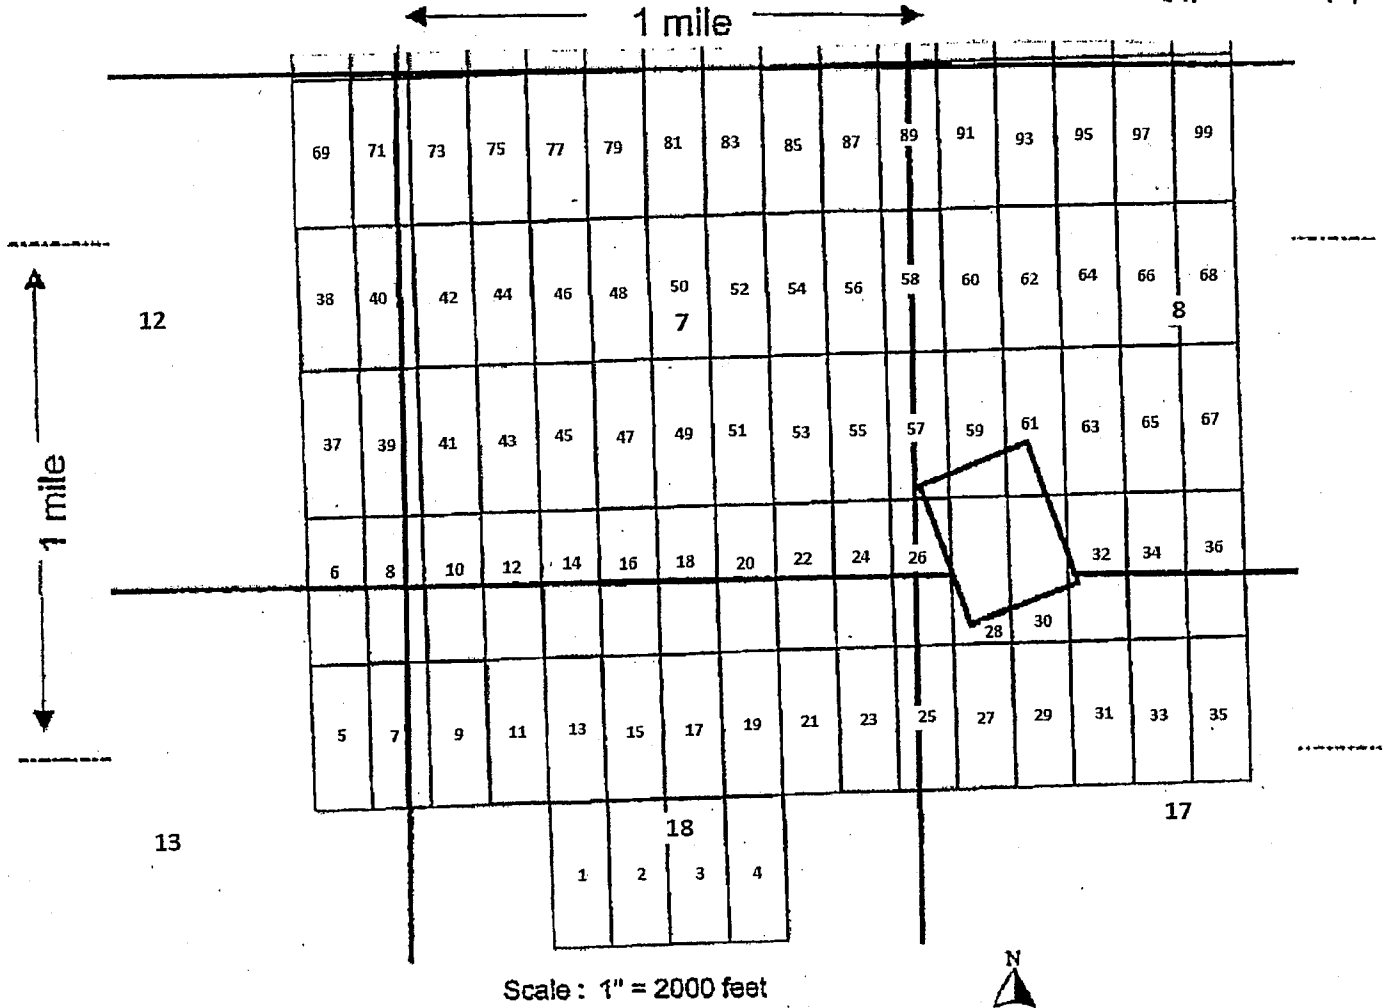 1 mile
69 71 73 75 77 79 81 83 85 87 89 91 93 95 97 99
38 40 42 44 46 48 50 52 54 56 58 60 62 64 66 68
12 7 8
37 39 41 43 45 47 49 51 53 55 57 59 61 63 65 67
1 mile
6 8 10 12 14 16 18 20 22 24 26 32 34 36
28 30
5 7 9 11 13 15 17 19 21 23 25 27 29 31 33 35
13 18 17
1 2 3 4
N
Scale : 1" = 2000 feet